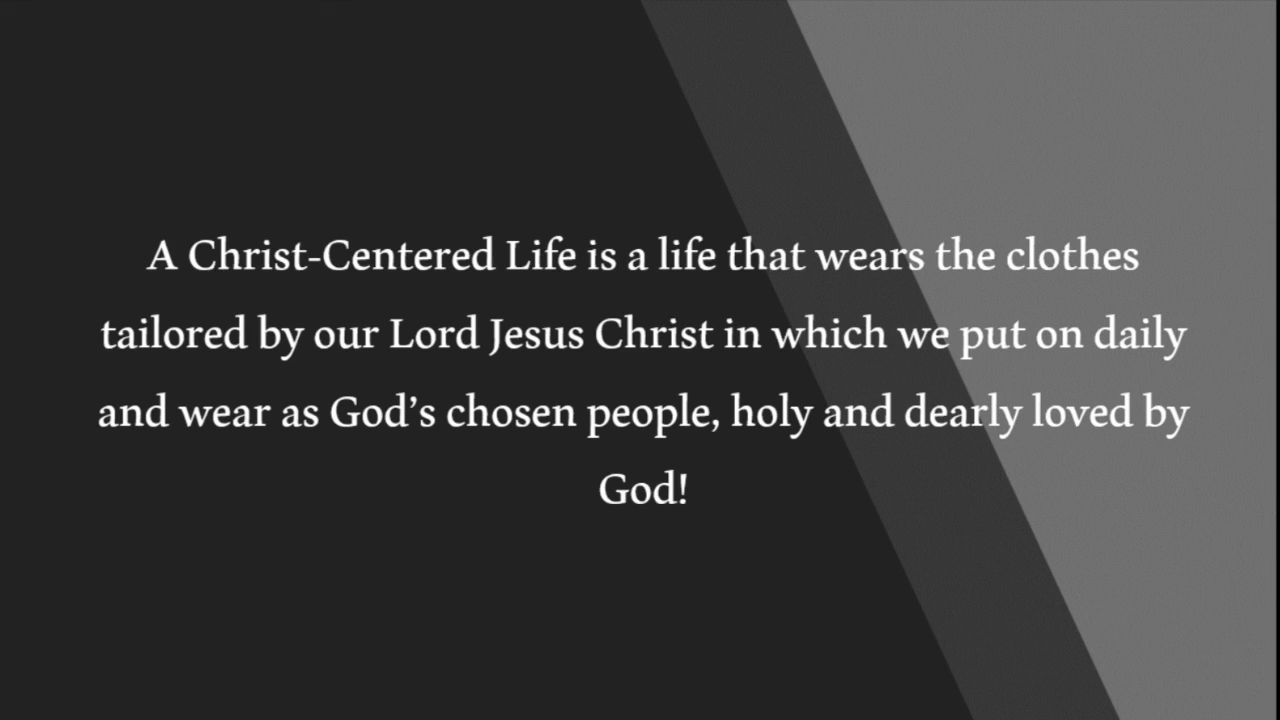 A Christ-Centered Life is a life that wears the clothes
tailored by our Lord Jesus Christ in which we put on daily
and wear as God’s chosen people, holy and dearly loved by
God!